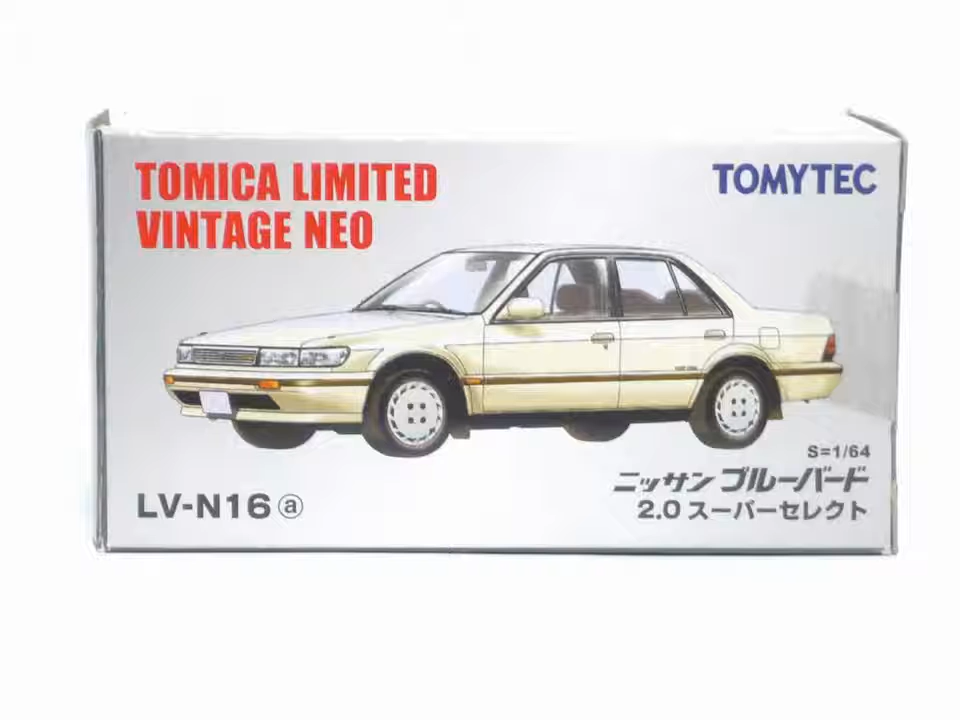 TOMICA LIMITED
VINTAGE NEO
TOMYTEC
S=1/64
ニッサン ブルーバード
2.0 スーパーセレクト
LV-N16 ⓐ